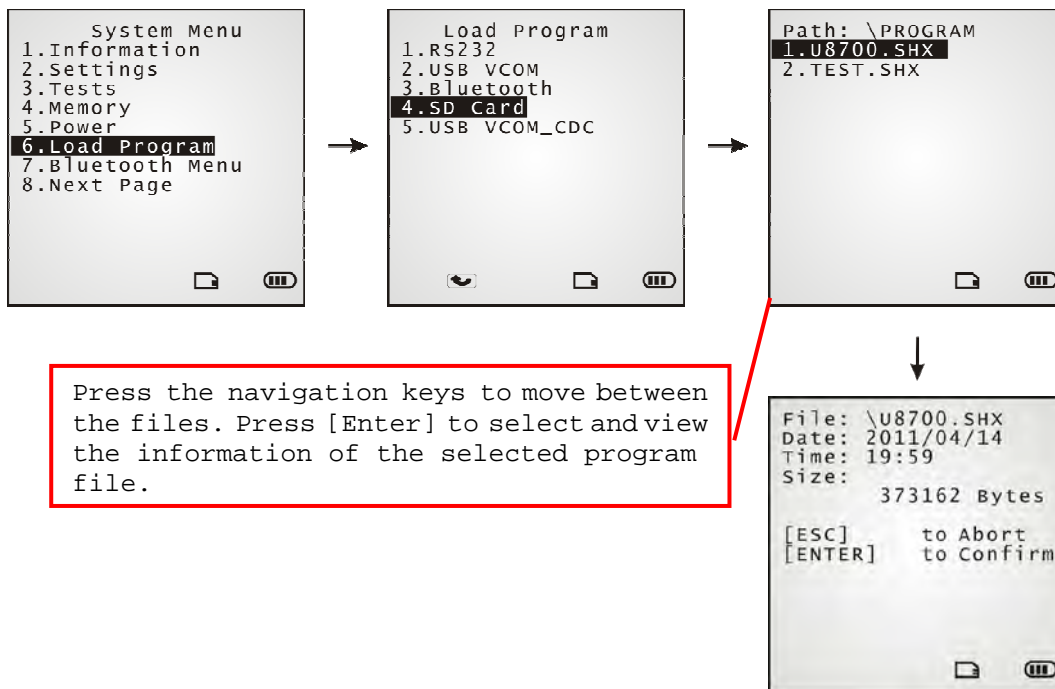 System Menu
1.Information
2.Settings
3.Tests
4.Memory
5.Power
6.Load Program
7.Bluetooth Menu
8.Next Page
Load Program
1.RS232
2.USB VCOM
3.Bluetooth
4.SD Card
5.USB VCOM_CDC
Path: \PROGRAM
1.U8700.SHX
2.TEST.SHX
Press the navigation keys to move between
the files. Press [Enter] to select and view
the information of the selected program
file.
File: \U8700.SHX
Date: 2011/04/14
Time: 19:59
Size:
373162 Bytes
[ESC] to Abort
[ENTER] to Confirm